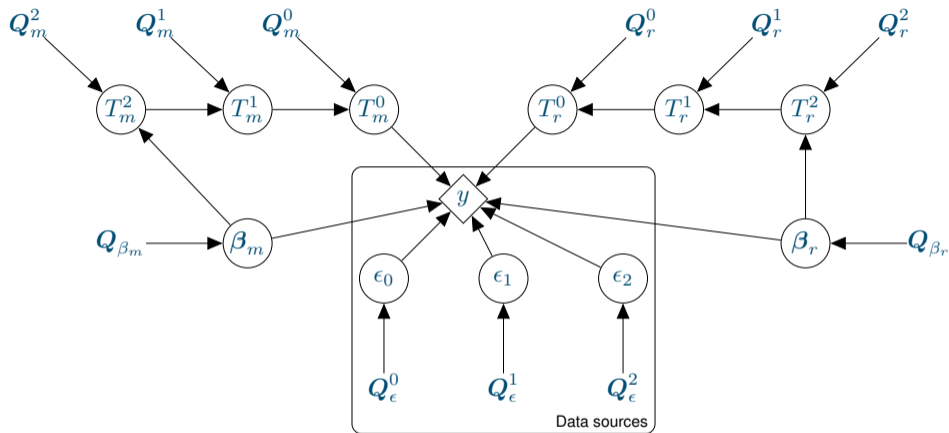 Q_m^2 Q_m^1 Q_m^0 Q_r^0 Q_r^1 Q_r^2
T_m^2 T_m^1 T_m^0 T_r^0 T_r^1 T_r^2
y
Q_{β_m} β_m β_r Q_{β_r}
ϵ_0 ϵ_1 ϵ_2
Q_ϵ^0 Q_ϵ^1 Q_ϵ^2
Data sources